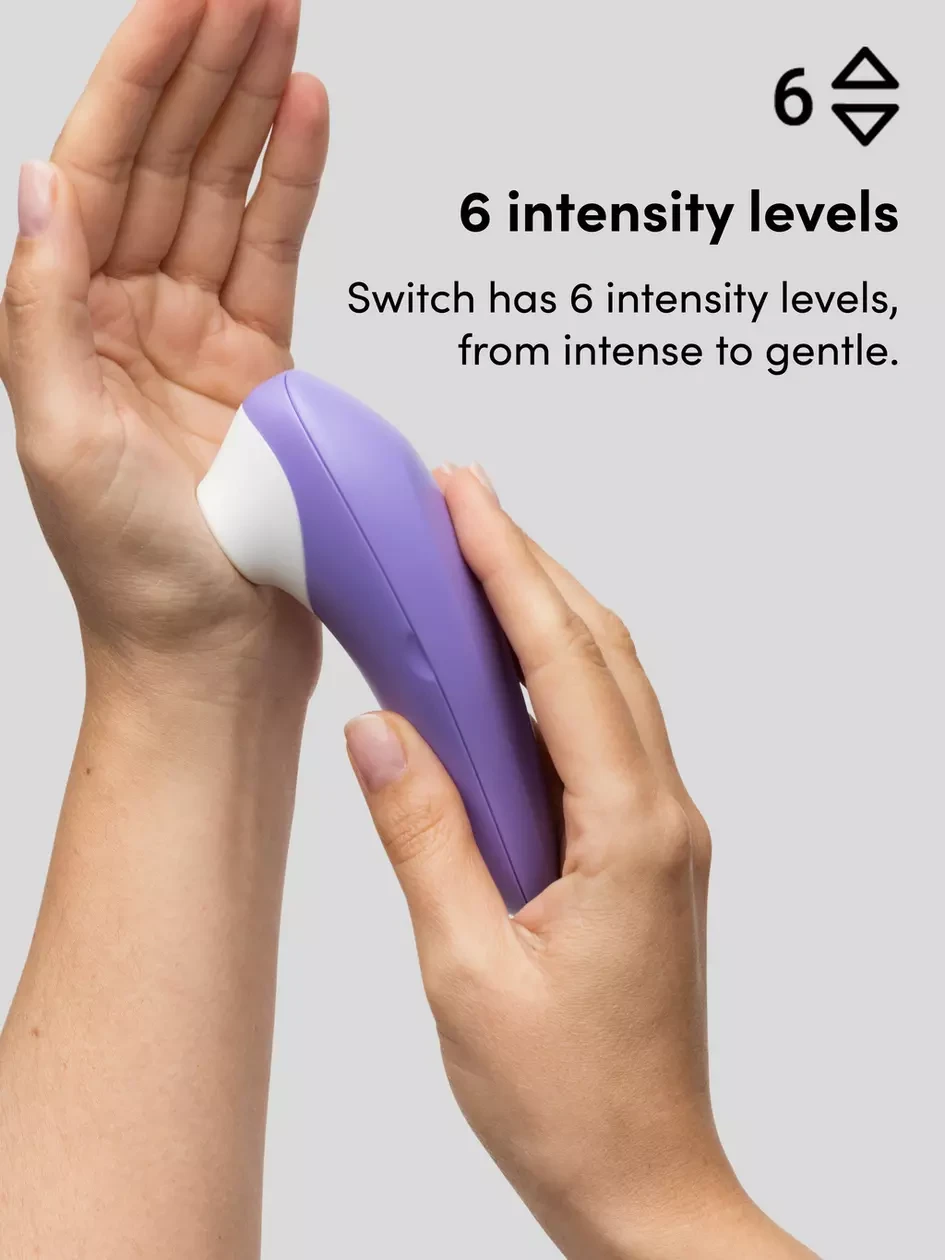 6
6 intensity levels
Switch has 6 intensity levels,
from intense to gentle.